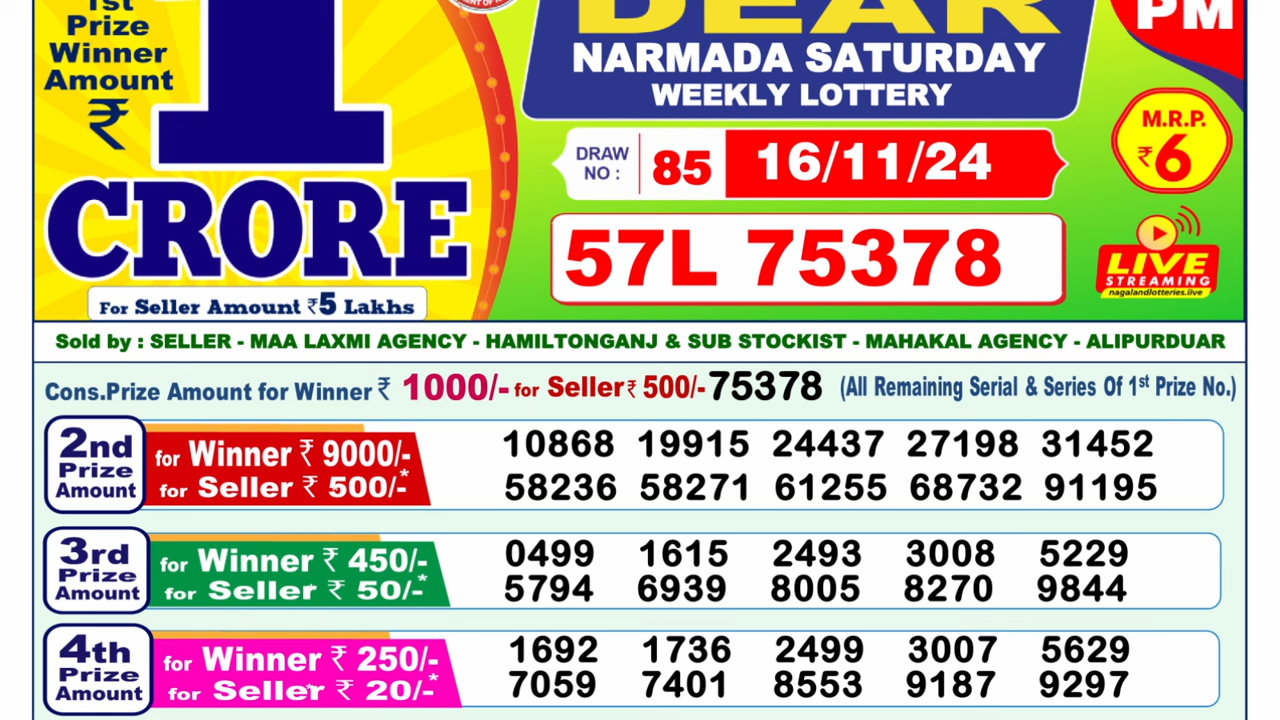 1st
Prize
Winner
Amount
₹
1
CRORE
For Seller Amount ₹5 Lakhs
DEAR
NARMADA SATURDAY
WEEKLY LOTTERY
PM
DRAW NO : 85 16/11/24
M.R.P.
₹6
57L 75378
LIVE
STREAMING
nagalandlotteries.live
Sold by : SELLER - MAA LAXMI AGENCY - HAMILTONGANJ & SUB STOCKIST - MAHAKAL AGENCY - ALIPURDUAR
Cons.Prize Amount for Winner ₹ 1000/- for Seller ₹ 500/- 75378 (All Remaining Serial & Series Of 1st Prize No.)
2nd
Prize
Amount
for Winner ₹ 9000/-
for Seller ₹ 500/-*
10868 19915 24437 27198 31452
58236 58271 61255 68732 91195
3rd
Prize
Amount
for Winner ₹ 450/-
for Seller ₹ 50/-*
0499 1615 2493 3008 5229
5794 6939 8005 8270 9844
4th
Prize
Amount
for Winner ₹ 250/-
for Seller ₹ 20/-*
1692 1736 2499 3007 5629
7059 7401 8553 9187 9297